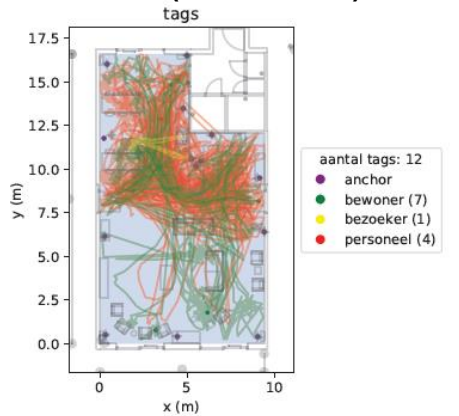 tags
17.5
15.0
12.5
10.0
7.5
5.0
2.5
0.0
y (m)
0 5 10
x (m)
aantal tags: 12
anchor
bewoner (7)
bezoeker (1)
personeel (4)